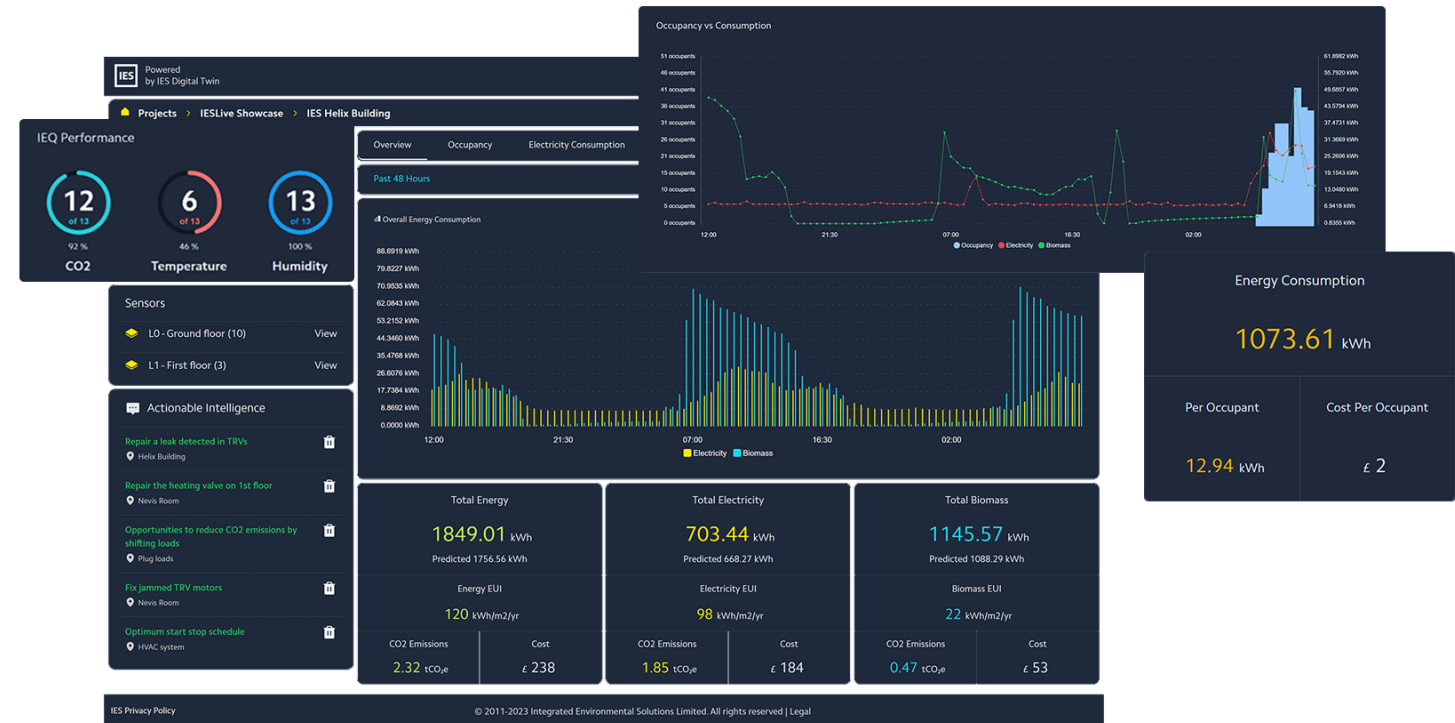 IES
Powered
by IES Digital Twin
Projects > IESLive Showcase > IES Helix Building
IEQ Performance
12
of 13
92 %
CO2
6
of 13
46 %
Temperature
13
of 13
100 %
Humidity
Sensors
L0 - Ground floor (10) View
L1 - First floor (3) View
Actionable Intelligence
Repair a leak detected in TRVs
Helix Building
Repair the heating valve on 1st floor
Nevis Room
Opportunities to reduce CO2 emissions by
shifting loads
Plug loads
Fix jammed TRV motors
Nevis Room
Optimum start stop schedule
HVAC system
Overview Occupancy Electricity Consumption
Past 48 Hours
Overall Energy Consumption
88.6919 kWh
79.8227 kWh
70.9535 kWh
62.0843 kWh
53.2152 kWh
44.3460 kWh
35.4768 kWh
26.6076 kWh
17.7384 kWh
8.8692 kWh
0.0000 kWh
12:00 21:30 07:00 16:30 02:00
Electricity Biomass
Total Energy
1849.01 kWh
Predicted 1756.56 kWh
Energy EUI
120 kWh/m2/yr
CO2 Emissions Cost
2.32 tCO₂e £ 238
Total Electricity
703.44 kWh
Predicted 668.27 kWh
Electricity EUI
98 kWh/m2/yr
CO2 Emissions Cost
1.85 tCO₂e £ 184
Total Biomass
1145.57 kWh
Predicted 1088.29 kWh
Biomass EUI
22 kWh/m2/yr
CO2 Emissions Cost
0.47 tCO₂e £ 53
Occupancy vs Consumption
51 occupents 61.8982 kWh
46 occupents 55.7920 kWh
41 occupents 49.6857 kWh
36 occupents 43.5794 kWh
31 occupents 37.4731 kWh
26 occupents 31.3669 kWh
21 occupents 25.2606 kWh
15 occupents 19.1543 kWh
10 occupents 13.0480 kWh
5 occupents 6.9418 kWh
0 occupents 0.8355 kWh
12:00 21:30 07:00 16:30 02:00
Occupancy Electricity Biomass
Energy Consumption
1073.61 kWh
Per Occupant Cost Per Occupant
12.94 kWh £ 2
IES Privacy Policy © 2011-2023 Integrated Environmental Solutions Limited. All rights reserved | Legal